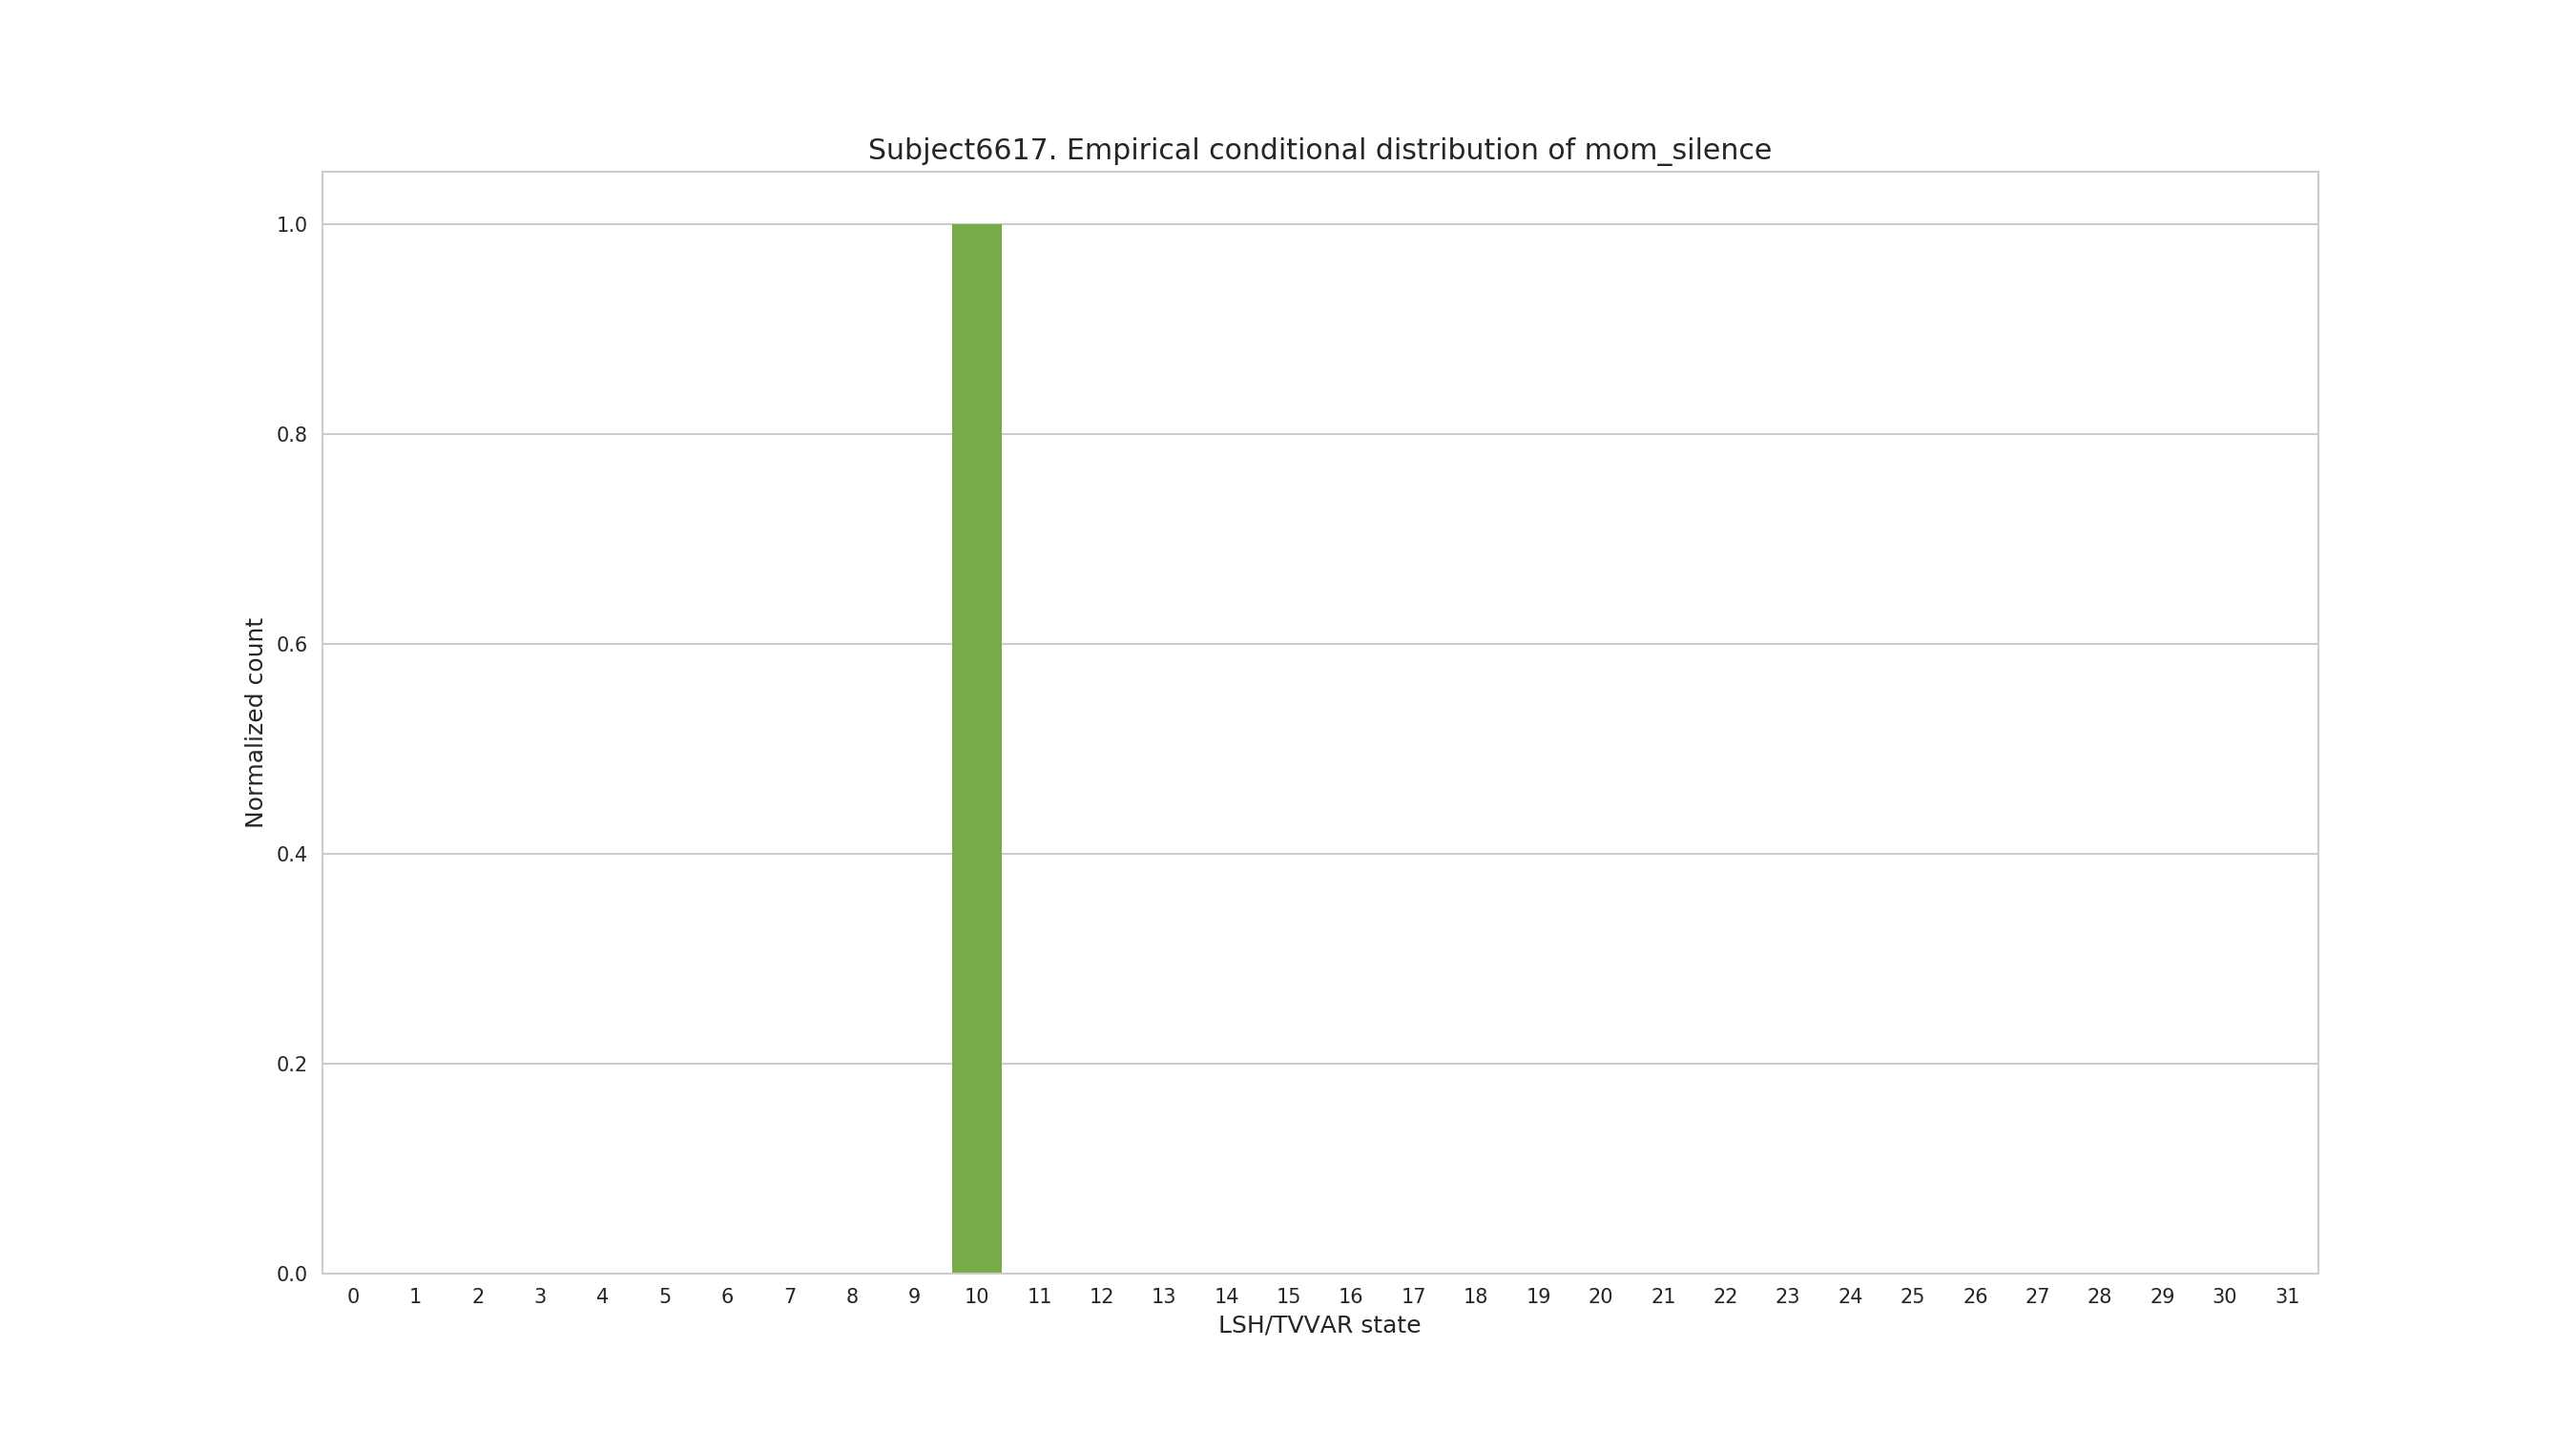 Subject6617. Empirical conditional distribution of mom_silence
1.0
0.8
0.6
0.4
0.2
0.0
Normalized count
0 1 2 3 4 5 6 7 8 9 10 11 12 13 14 15 16 17 18 19 20 21 22 23 24 25 26 27 28 29 30 31
LSH/TVVAR state